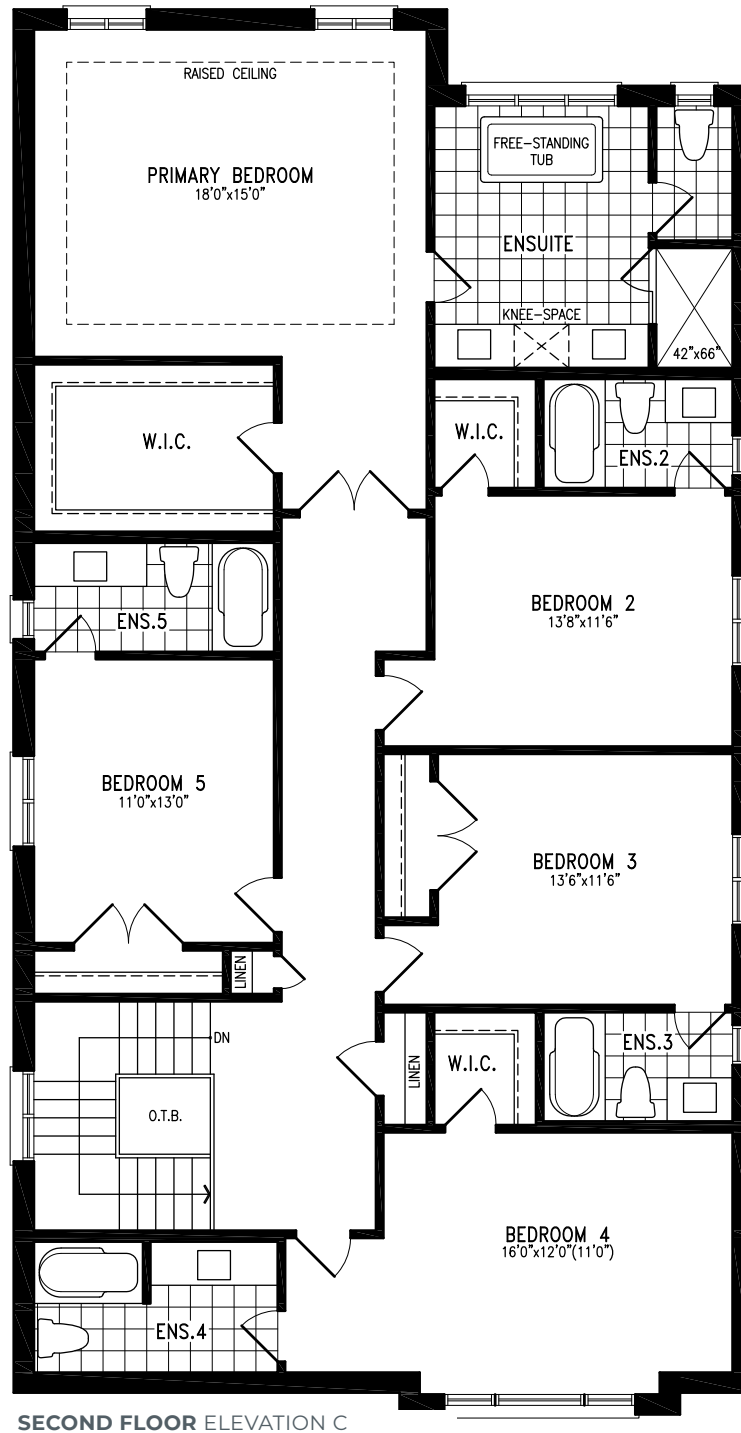 RAISED CEILING
PRIMARY BEDROOM
18'0"x15'0"
FREE-STANDING
TUB
ENSUITE
KNEE-SPACE
42"x66"
W.I.C.
W.I.C.
ENS.2
ENS.5
BEDROOM 2
13'8"x11'6"
BEDROOM 5
11'0"x13'0"
BEDROOM 3
13'6"x11'6"
LINEN
DN
O.T.B.
LINEN
W.I.C.
ENS.3
BEDROOM 4
16'0"x12'0"(11'0")
ENS.4
SECOND FLOOR ELEVATION C